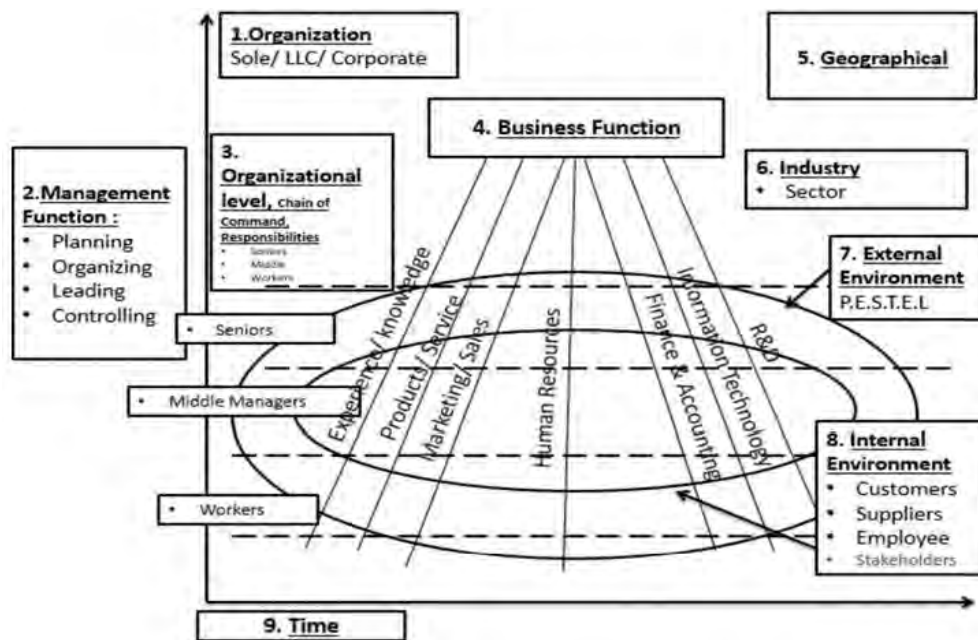 1.Organization
Sole/ LLC/ Corporate
5. Geographical
4. Business Function
3.
Organizational
level, Chain of
Command,
Responsibilities
• Seniors
• Middle
• Workers
2.Management
Function :
• Planning
• Organizing
• Leading
• Controlling
6. Industry
• Sector
7. External
Environment
P.E.S.T.E.L
• Seniors
• Middle Managers
• Workers
Experience/ knowledge
Products/ Service
Marketing/ Sales
Human Resources
Finance & Accounting
Information Technology
R&D
8. Internal
Environment
• Customers
• Suppliers
• Employee
• Stakeholders
9. Time